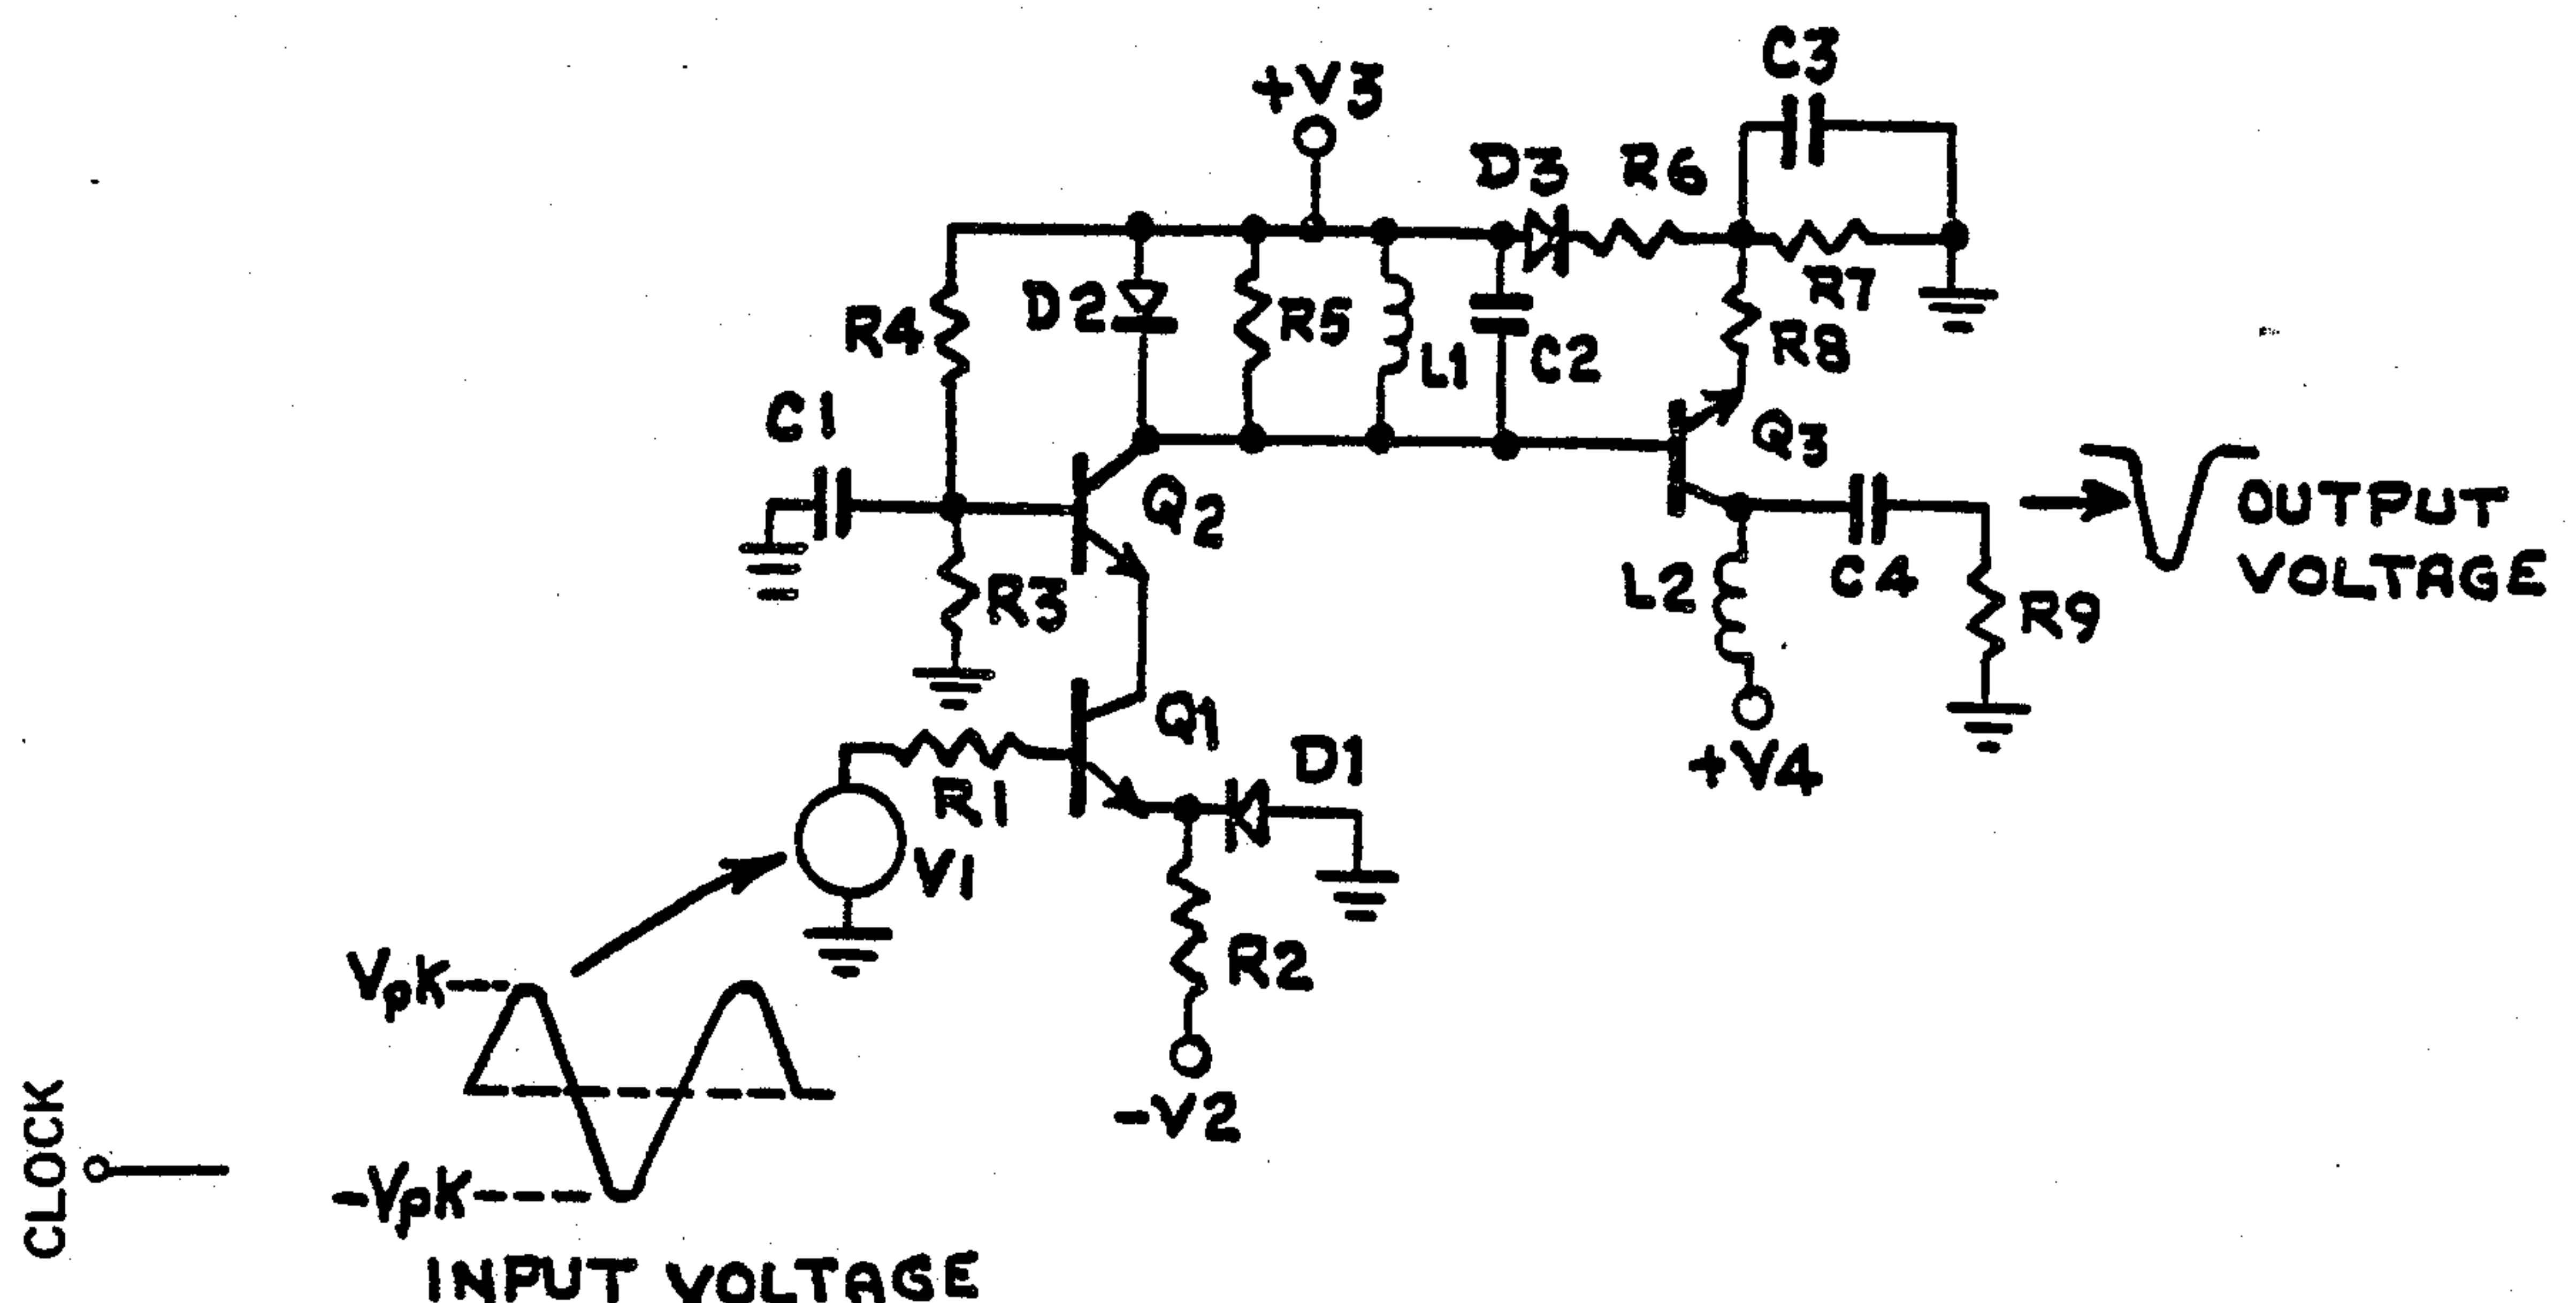 C3
+V3
D3
R6
R4
D2
R5
L1
C2
R7
R8
C1
Q2
Q3
R3
L2
C4
R9
OUTPUT
VOLTAGE
Q1
D1
R1
V1
+V4
R2
VpK
-V2
-VpK
CLOCK
INPUT VOLTAGE